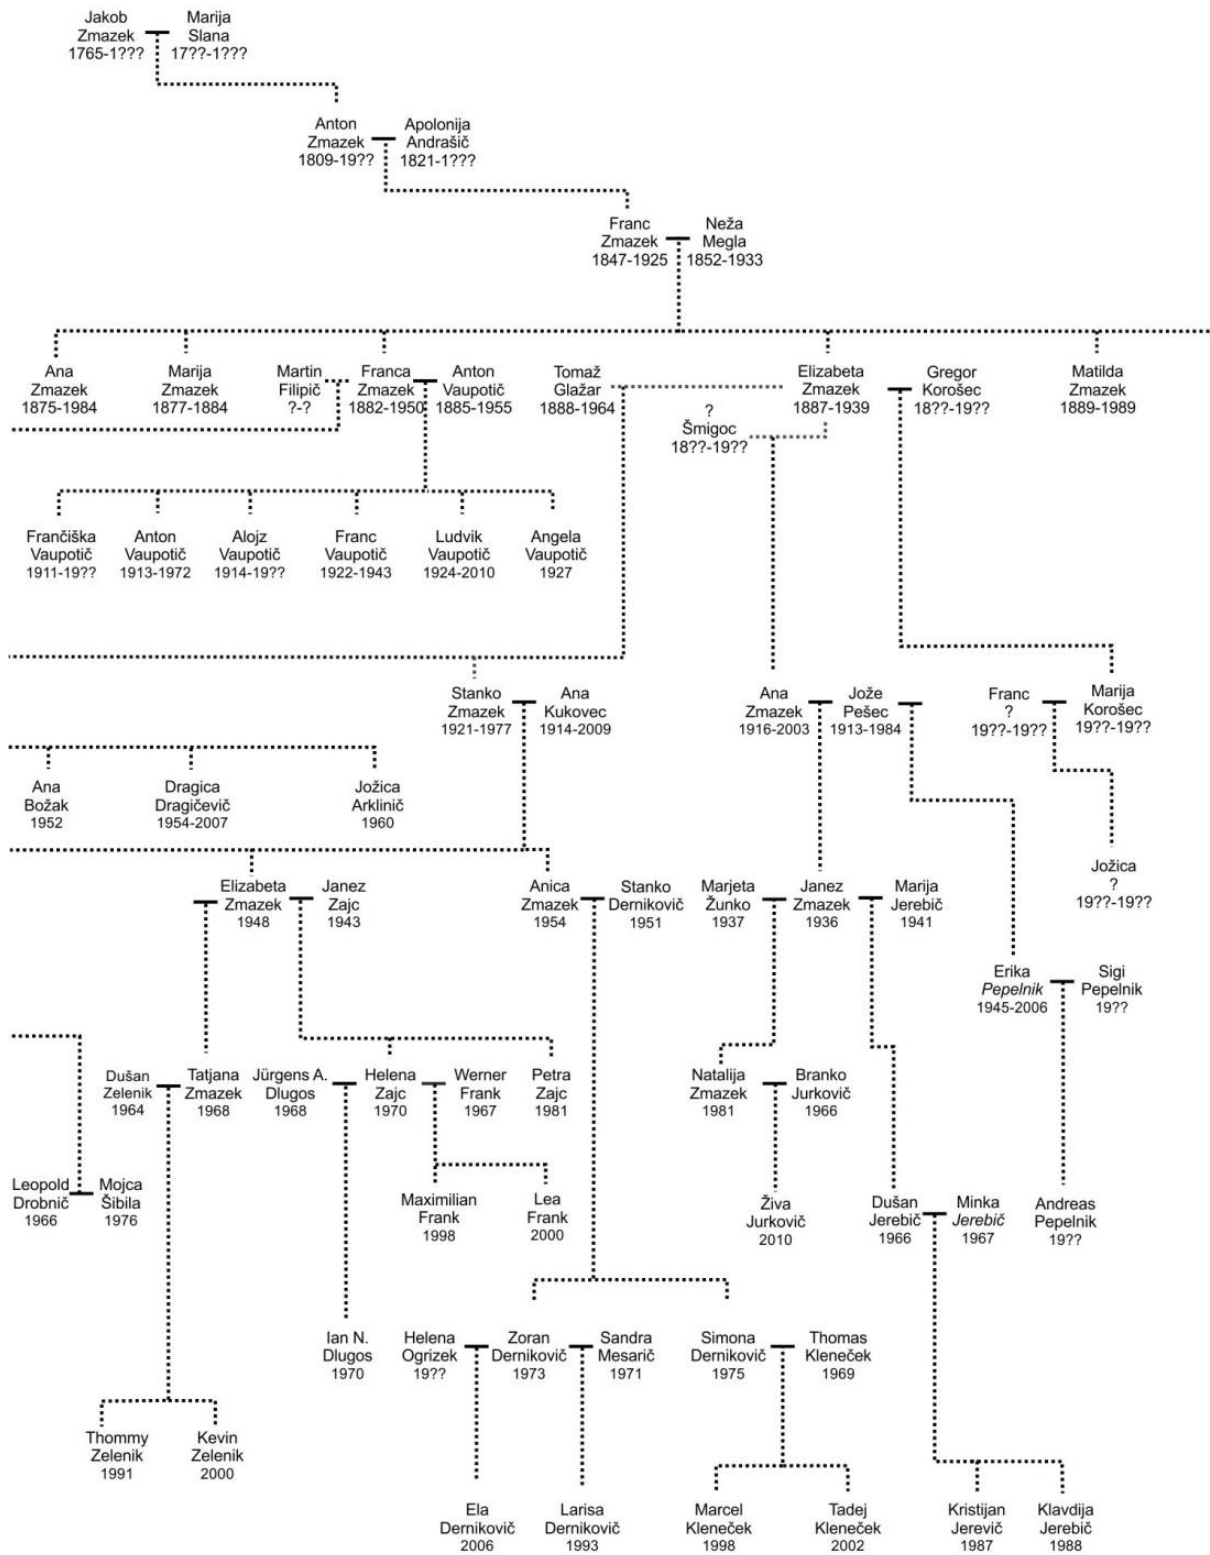 Jakob
Zmazek
1765-1???
Marija
Slana
17??-1???
Anton
Zmazek
1809-19??
Apolonija
Andrašič
1821-1???
Franc
Zmazek
1847-1925
Neža
Megla
1852-1933
Ana
Zmazek
1875-1984
Marija
Zmazek
1877-1884
Martin
Filipič
?-?
Franca
Zmazek
1882-1950
Anton
Vaupotič
1885-1955
Tomaž
Glažar
1888-1964
?
Šmigoc
18??-19??
Elizabeta
Zmazek
1887-1939
Gregor
Korošec
18??-19??
Matilda
Zmazek
1889-1989
Frančiška
Vaupotič
1911-19??
Anton
Vaupotič
1913-1972
Alojz
Vaupotič
1914-19??
Franc
Vaupotič
1922-1943
Ludvik
Vaupotič
1924-2010
Angela
Vaupotič
1927
Stanko
Zmazek
1921-1977
Ana
Kukovec
1914-2009
Ana
Zmazek
1916-2003
Jože
Pešec
1913-1984
Franc
?
19??-19??
Marija
Korošec
19??-19??
Ana
Božak
1952
Dragica
Dragičevič
1954-2007
Jožica
Arklinič
1960
Elizabeta
Zmazek
1948
Janez
Zajc
1943
Anica
Zmazek
1954
Stanko
Dernikovič
1951
Marjeta
Žunko
1937
Janez
Zmazek
1936
Marija
Jerebič
1941
Jožica
?
19??-19??
Erika
Pepelnik
1945-2006
Sigi
Pepelnik
19??
Dušan
Zelenik
1964
Tatjana
Zmazek
1968
Jürgens A.
Dlugos
1968
Helena
Zajc
1970
Werner
Frank
1967
Petra
Zajc
1981
Natalija
Zmazek
1981
Branko
Jurkovič
1966
Leopold
Drobnič
1966
Mojca
Šibila
1976
Maximilian
Frank
1998
Lea
Frank
2000
Živa
Jurkovič
2010
Dušan
Jerebič
1966
Minka
Jerebič
1967
Andreas
Pepelnik
19??
Ian N.
Dlugos
1970
Helena
Ogrizek
19??
Zoran
Dernikovič
1973
Sandra
Mesarič
1971
Simona
Dernikovič
1975
Thomas
Kleneček
1969
Thommy
Zelenik
1991
Kevin
Zelenik
2000
Ela
Dernikovič
2006
Larisa
Dernikovič
1993
Marcel
Kleneček
1998
Tadej
Kleneček
2002
Kristijan
Jerevič
1987
Klavdija
Jerebič
1988